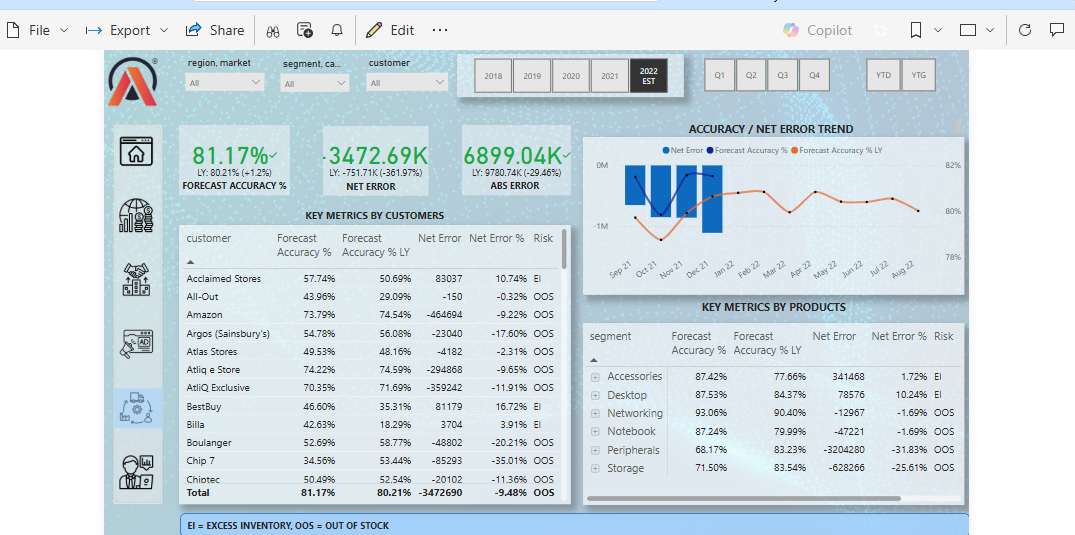 File Export Share Edit ... Copilot
region, market segment, ca... customer
All All All
2018 2019 2020 2021 2022 EST Q1 Q2 Q3 Q4 YTD YTG
81.17%
LY: 80.21% (+1.2%)
FORECAST ACCURACY %
-3472.69K
LY: -751.71K (-361.97%)
NET ERROR
6899.04K
LY: 9780.74K (-29.46%)
ABS ERROR
ACCURACY / NET ERROR TREND
Net Error Forecast Accuracy % Forecast Accuracy % LY
0M 82%
80%
-1M
78%
Sep 21 Oct 21 Nov 21 Dec 21 Jan 22 Feb 22 Mar 22 Apr 22 May 22 Jun 22 Jul 22 Aug 22
KEY METRICS BY CUSTOMERS
customer Forecast Accuracy % Forecast Accuracy % LY Net Error Net Error % Risk
Acclaimed Stores 57.74% 50.69% 83037 10.74% EI
All-Out 43.96% 29.09% -150 -0.32% OOS
Amazon 73.79% 74.54% -464694 -9.22% OOS
Argos (Sainsbury's) 54.78% 56.08% -23040 -17.60% OOS
Atlas Stores 49.53% 48.16% -4182 -2.31% OOS
Atliq e Store 74.22% 74.59% -294868 -9.65% OOS
AtliQ Exclusive 70.35% 71.69% -359242 -11.91% OOS
BestBuy 46.60% 35.31% 81179 16.72% EI
Billa 42.63% 18.29% 3704 3.91% EI
Boulanger 52.69% 58.77% -48802 -20.21% OOS
Chip 7 34.56% 53.44% -85293 -35.01% OOS
Chiotec 50.49% 52.54% -20102 -11.36% OOS
Total 81.17% 80.21% -3472690 -9.48% OOS
KEY METRICS BY PRODUCTS
segment Forecast Accuracy % Forecast Accuracy % LY Net Error Net Error % Risk
Accessories 87.42% 77.66% 341468 1.72% EI
Desktop 87.53% 84.37% 78576 10.24% EI
Networking 93.06% 90.40% -12967 -1.69% OOS
Notebook 87.24% 79.99% -47221 -1.69% OOS
Peripherals 68.17% 83.23% -3204280 -31.83% OOS
Storage 71.50% 83.54% -628266 -25.61% OOS
EI = EXCESS INVENTORY, OOS = OUT OF STOCK